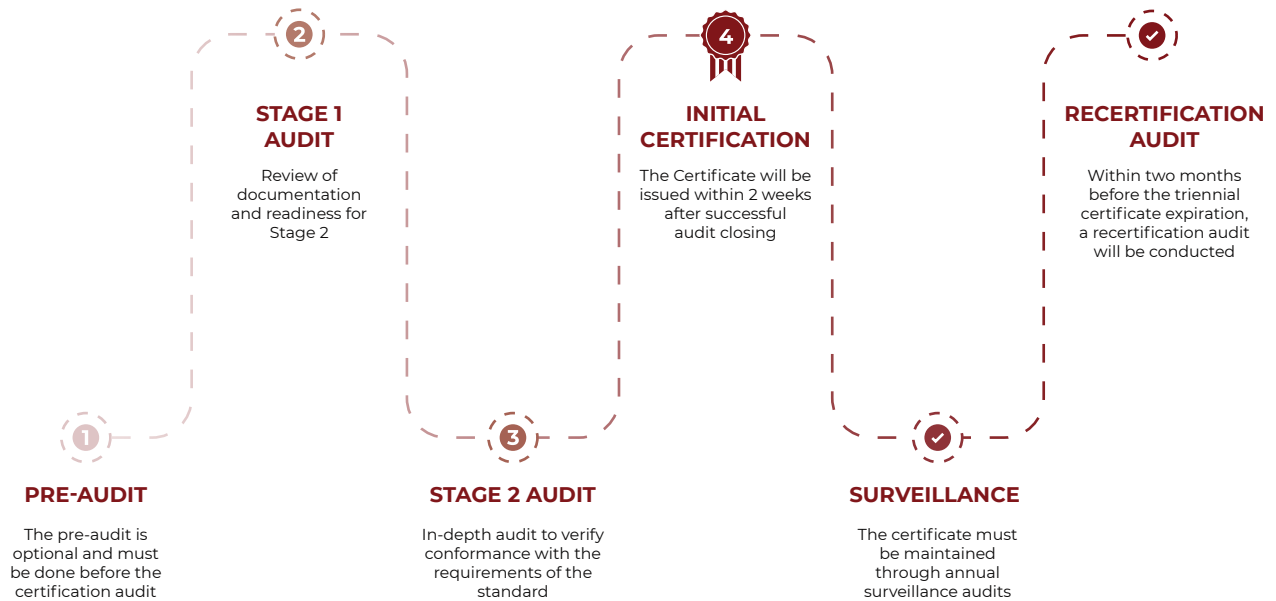 1
PRE-AUDIT
The pre-audit is
optional and must
be done before the
certification audit
2
STAGE 1
AUDIT
Review of
documentation
and readiness for
Stage 2
3
STAGE 2 AUDIT
In-depth audit to verify
conformance with the
requirements of the
standard
4
INITIAL
CERTIFICATION
The Certificate will be
issued within 2 weeks
after successful
audit closing
SURVEILLANCE
The certificate must
be maintained
through annual
surveillance audits
RECERTIFICATION
AUDIT
Within two months
before the triennial
certificate expiration,
a recertification audit
will be conducted